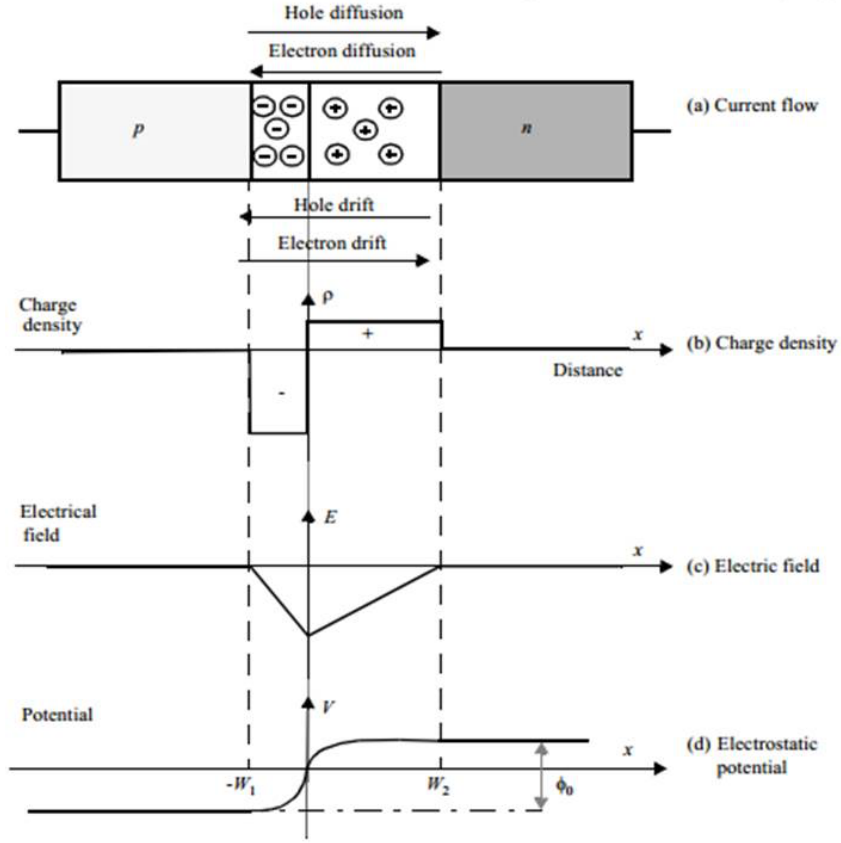 Hole diffusion
Electron diffusion
p
n
(a) Current flow
Hole drift
Electron drift
ρ
Charge
density
+
-
x
Distance
(b) Charge density
Electrical
field
E
x
(c) Electric field
Potential
V
x
(d) Electrostatic
potential
-W₁
W₂
ϕ₀